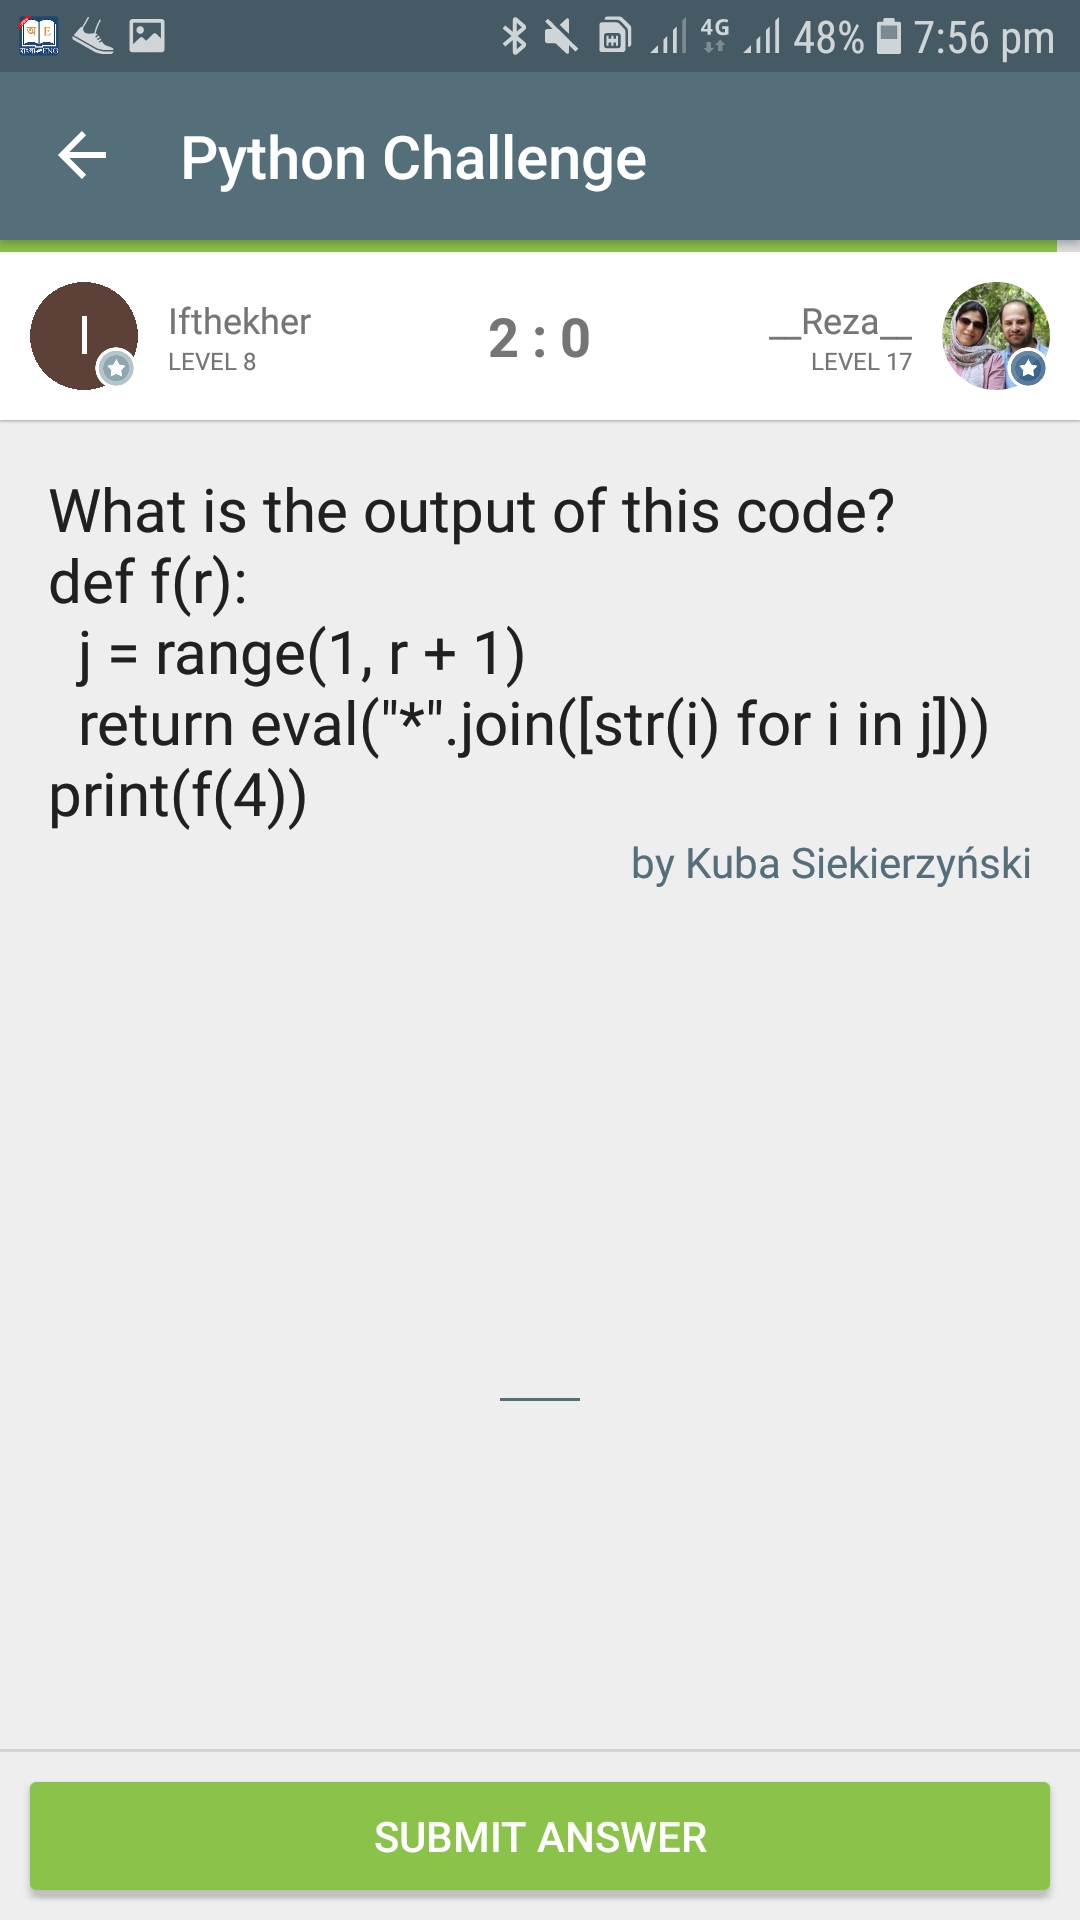 4G 48% 7:56 pm
Python Challenge
I
Ifthekher
LEVEL 8
2 : 0
__Reza__
LEVEL 17
What is the output of this code?
def f(r):
  j = range(1, r + 1)
  return eval("*".join([str(i) for i in j]))
print(f(4))
by Kuba Siekierzyński
SUBMIT ANSWER